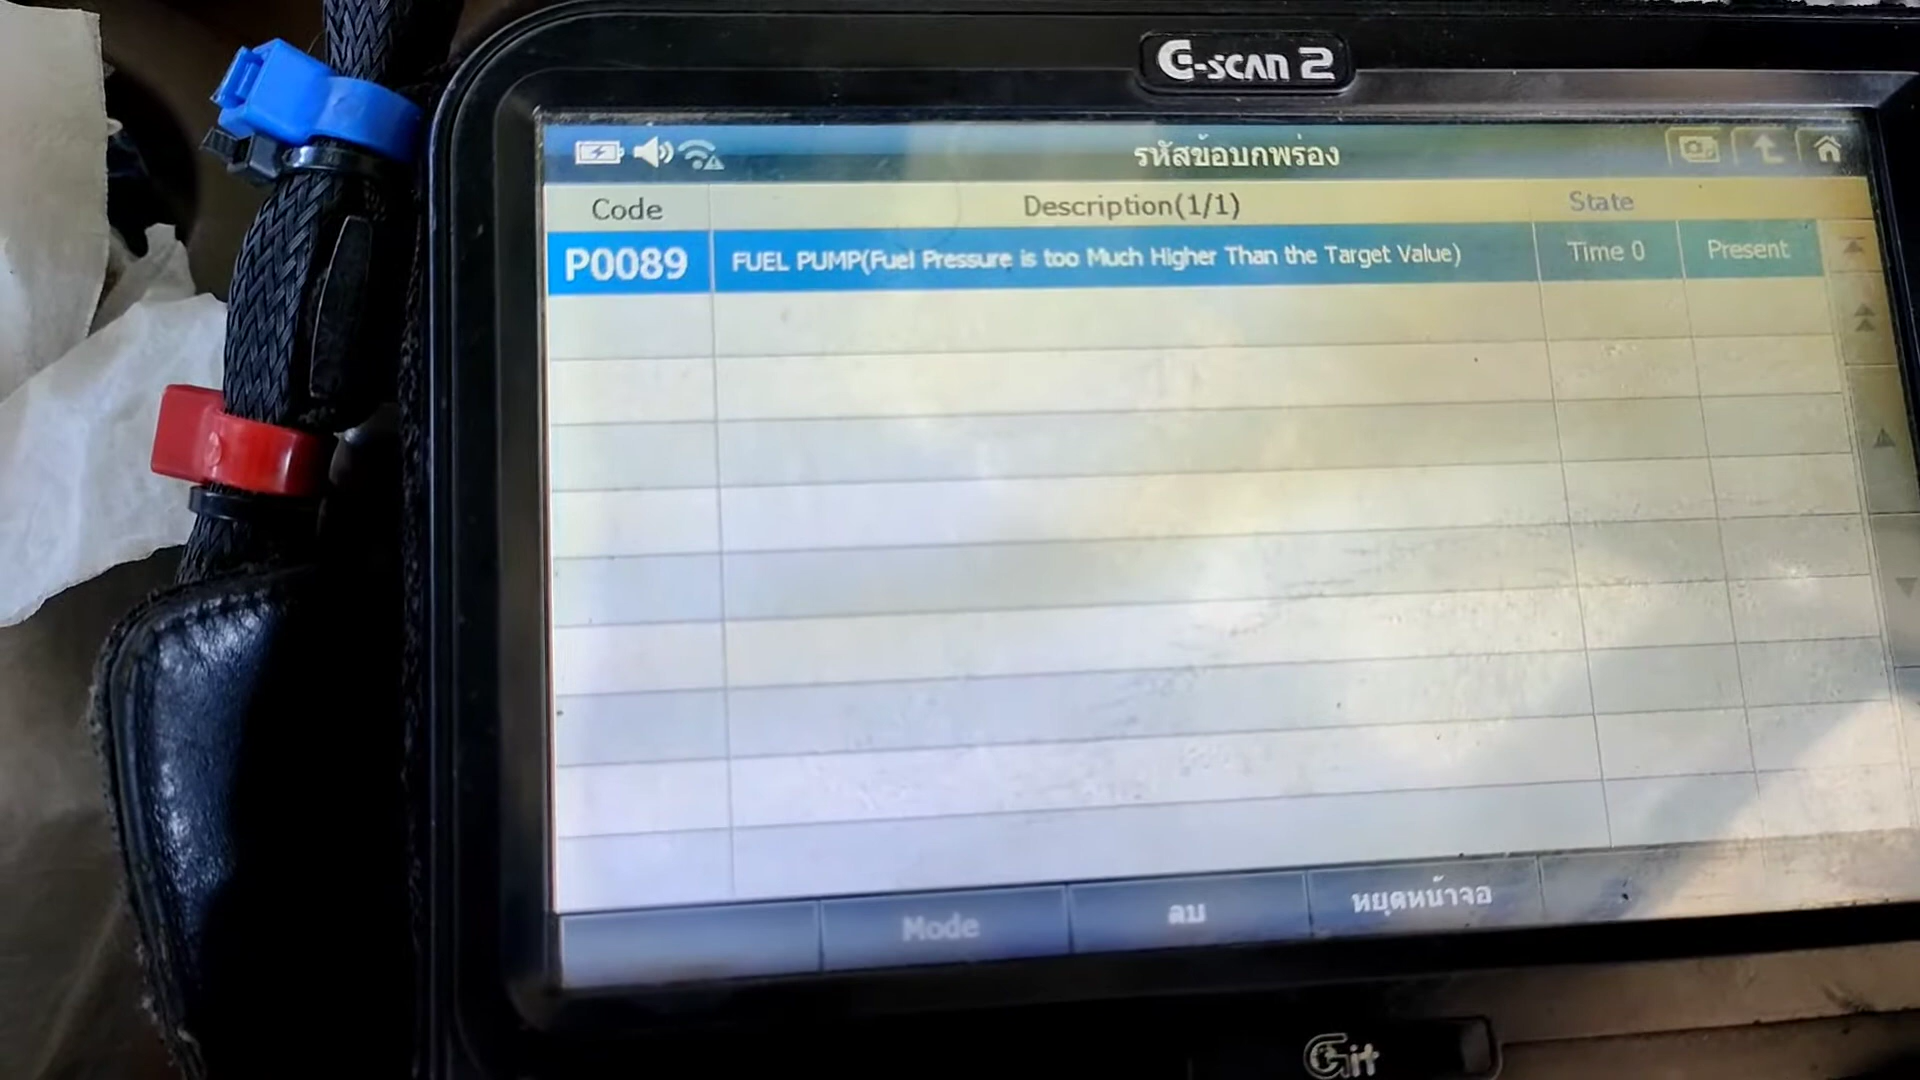 G-scan 2
รหัสข้อบกพร่อง
Code Description(1/1) State
P0089 FUEL PUMP(Fuel Pressure is too Much Higher Than the Target Value) Time 0 Present
Mode ลบ หยุดหน้าจอ
Git